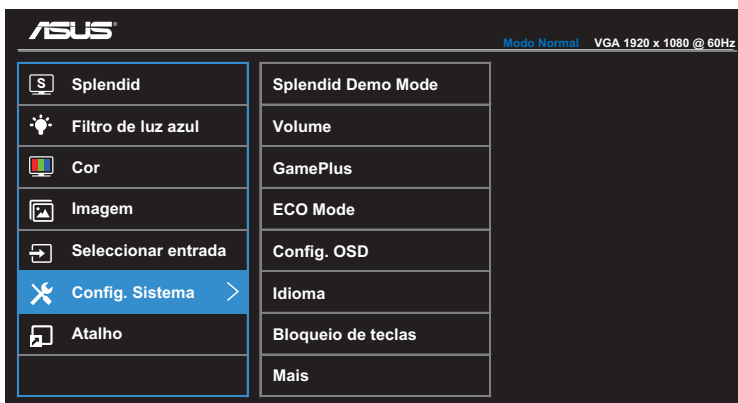 ASUS
Modo Normal VGA 1920 x 1080 @ 60Hz
S Splendid
Filtro de luz azul
Cor
Imagem
Seleccionar entrada
Config. Sistema
Atalho
Splendid Demo Mode
Volume
GamePlus
ECO Mode
Config. OSD
Idioma
Bloqueio de teclas
Mais